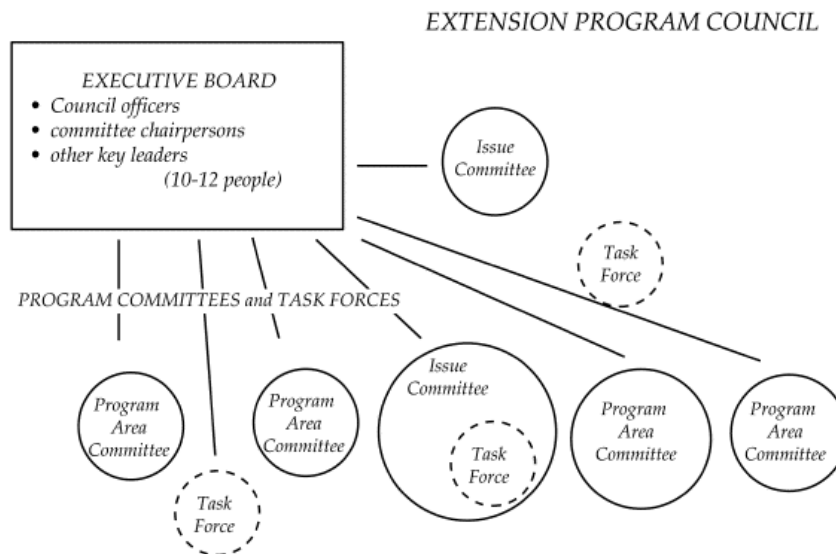 EXTENSION PROGRAM COUNCIL
EXECUTIVE BOARD
• Council officers
• committee chairpersons
• other key leaders
(10-12 people)
Issue
Committee
Task
Force
PROGRAM COMMITTEES and TASK FORCES
Program
Area
Committee
Task
Force
Program
Area
Committee
Issue
Committee
Task
Force
Program
Area
Committee
Program
Area
Committee